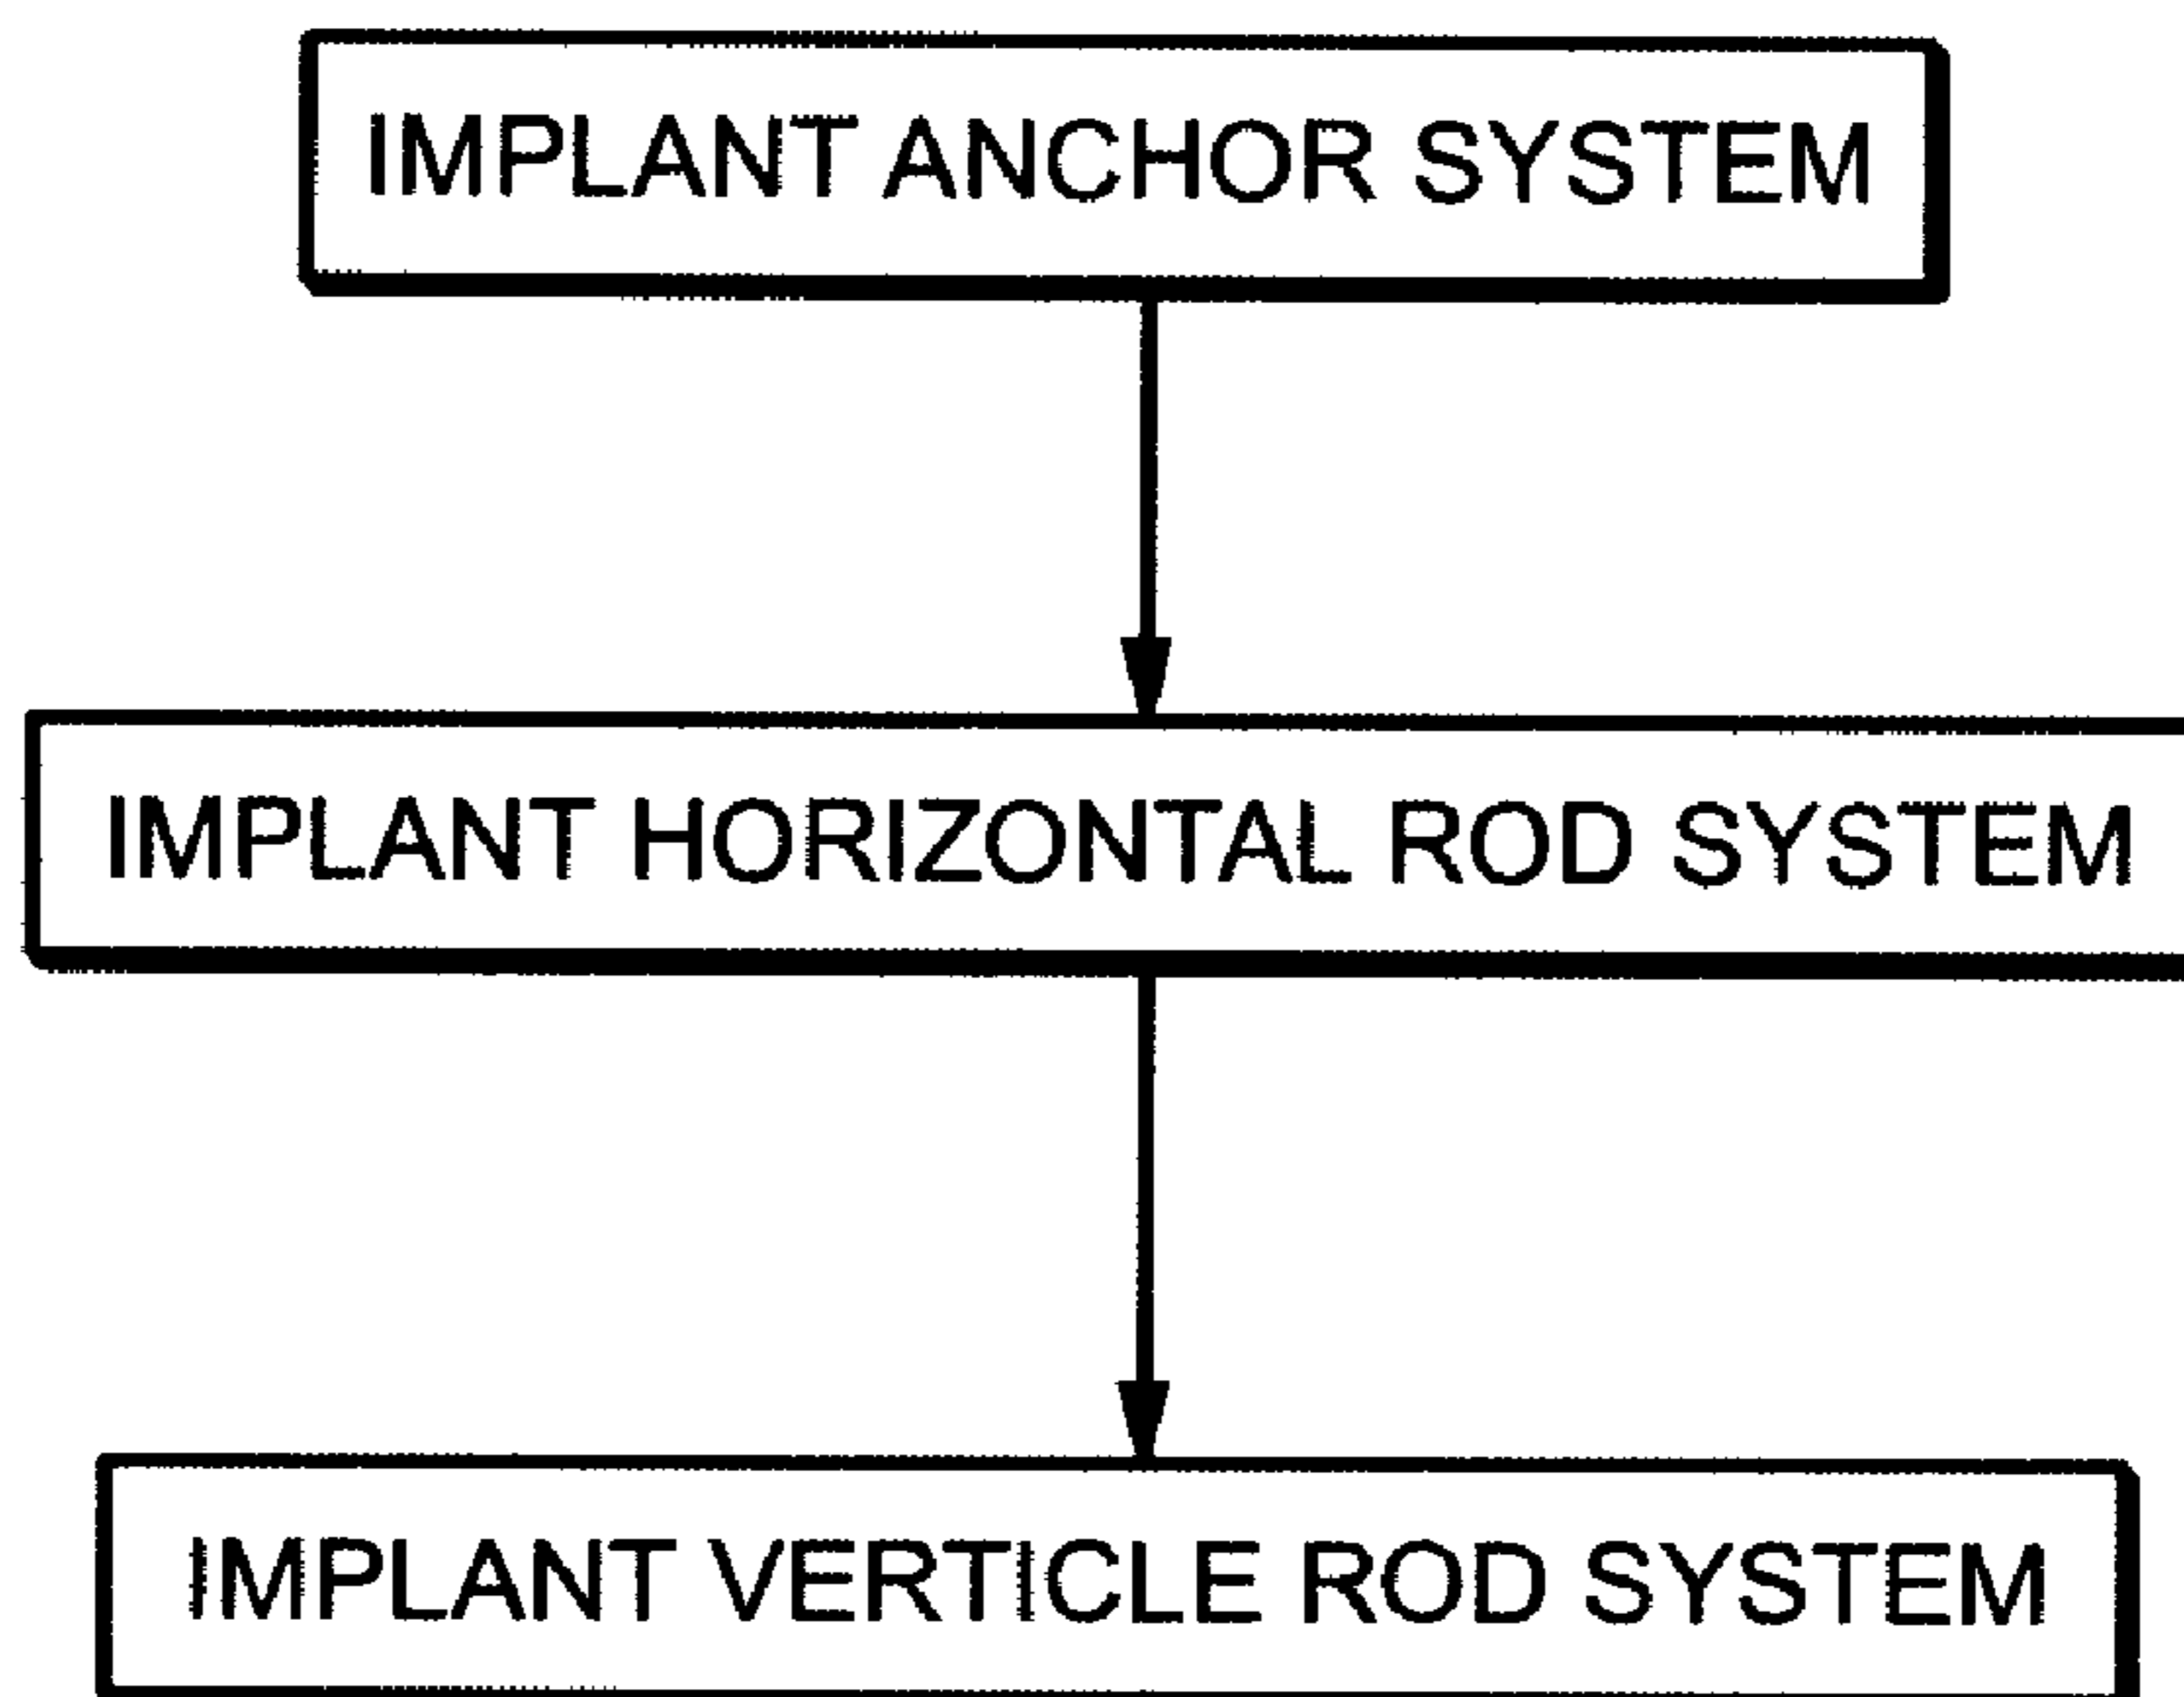 IMPLANT ANCHOR SYSTEM
IMPLANT HORIZONTAL ROD SYSTEM
IMPLANT VERTICLE ROD SYSTEM